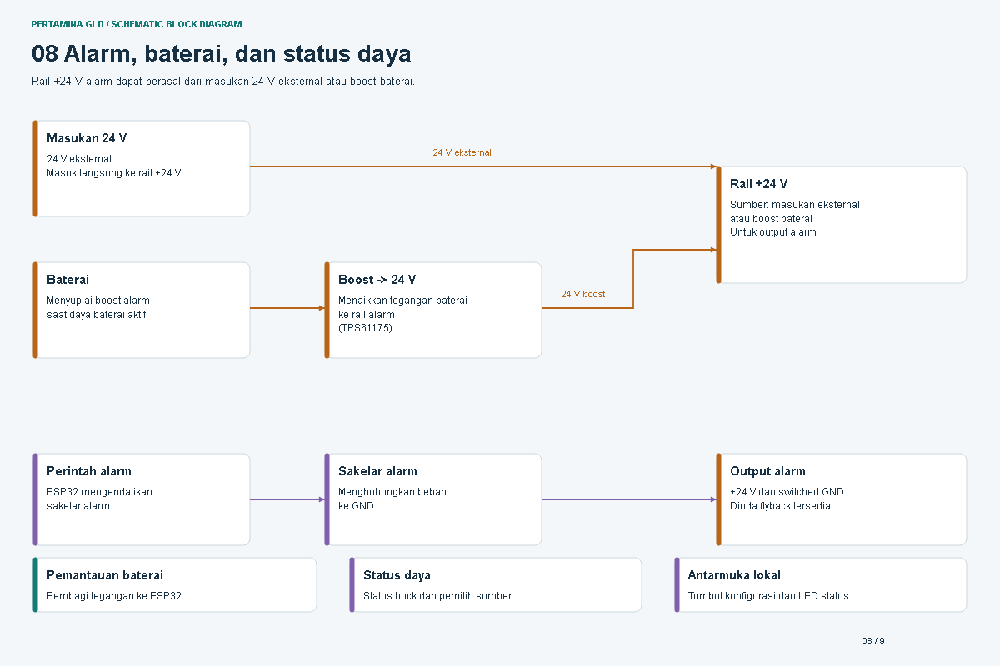 PERTAMINA GLD / SCHEMATIC BLOCK DIAGRAM
08 Alarm, baterai, dan status daya
Rail +24 V alarm dapat berasal dari masukan 24 V eksternal atau boost baterai.
Masukan 24 V
24 V eksternal
Masuk langsung ke rail +24 V
24 V eksternal
Rail +24 V
Sumber: masukan eksternal
atau boost baterai
Untuk output alarm
Baterai
Menyuplai boost alarm
saat daya baterai aktif
Boost -> 24 V
Menaikkan tegangan baterai
ke rail alarm
(TPS61175)
24 V boost
Perintah alarm
ESP32 mengendalikan
sakelar alarm
Sakelar alarm
Menghubungkan beban
ke GND
Output alarm
+24 V dan switched GND
Dioda flyback tersedia
Pemantauan baterai
Pembagi tegangan ke ESP32
Status daya
Status buck dan pemilih sumber
Antarmuka lokal
Tombol konfigurasi dan LED status
08 / 9